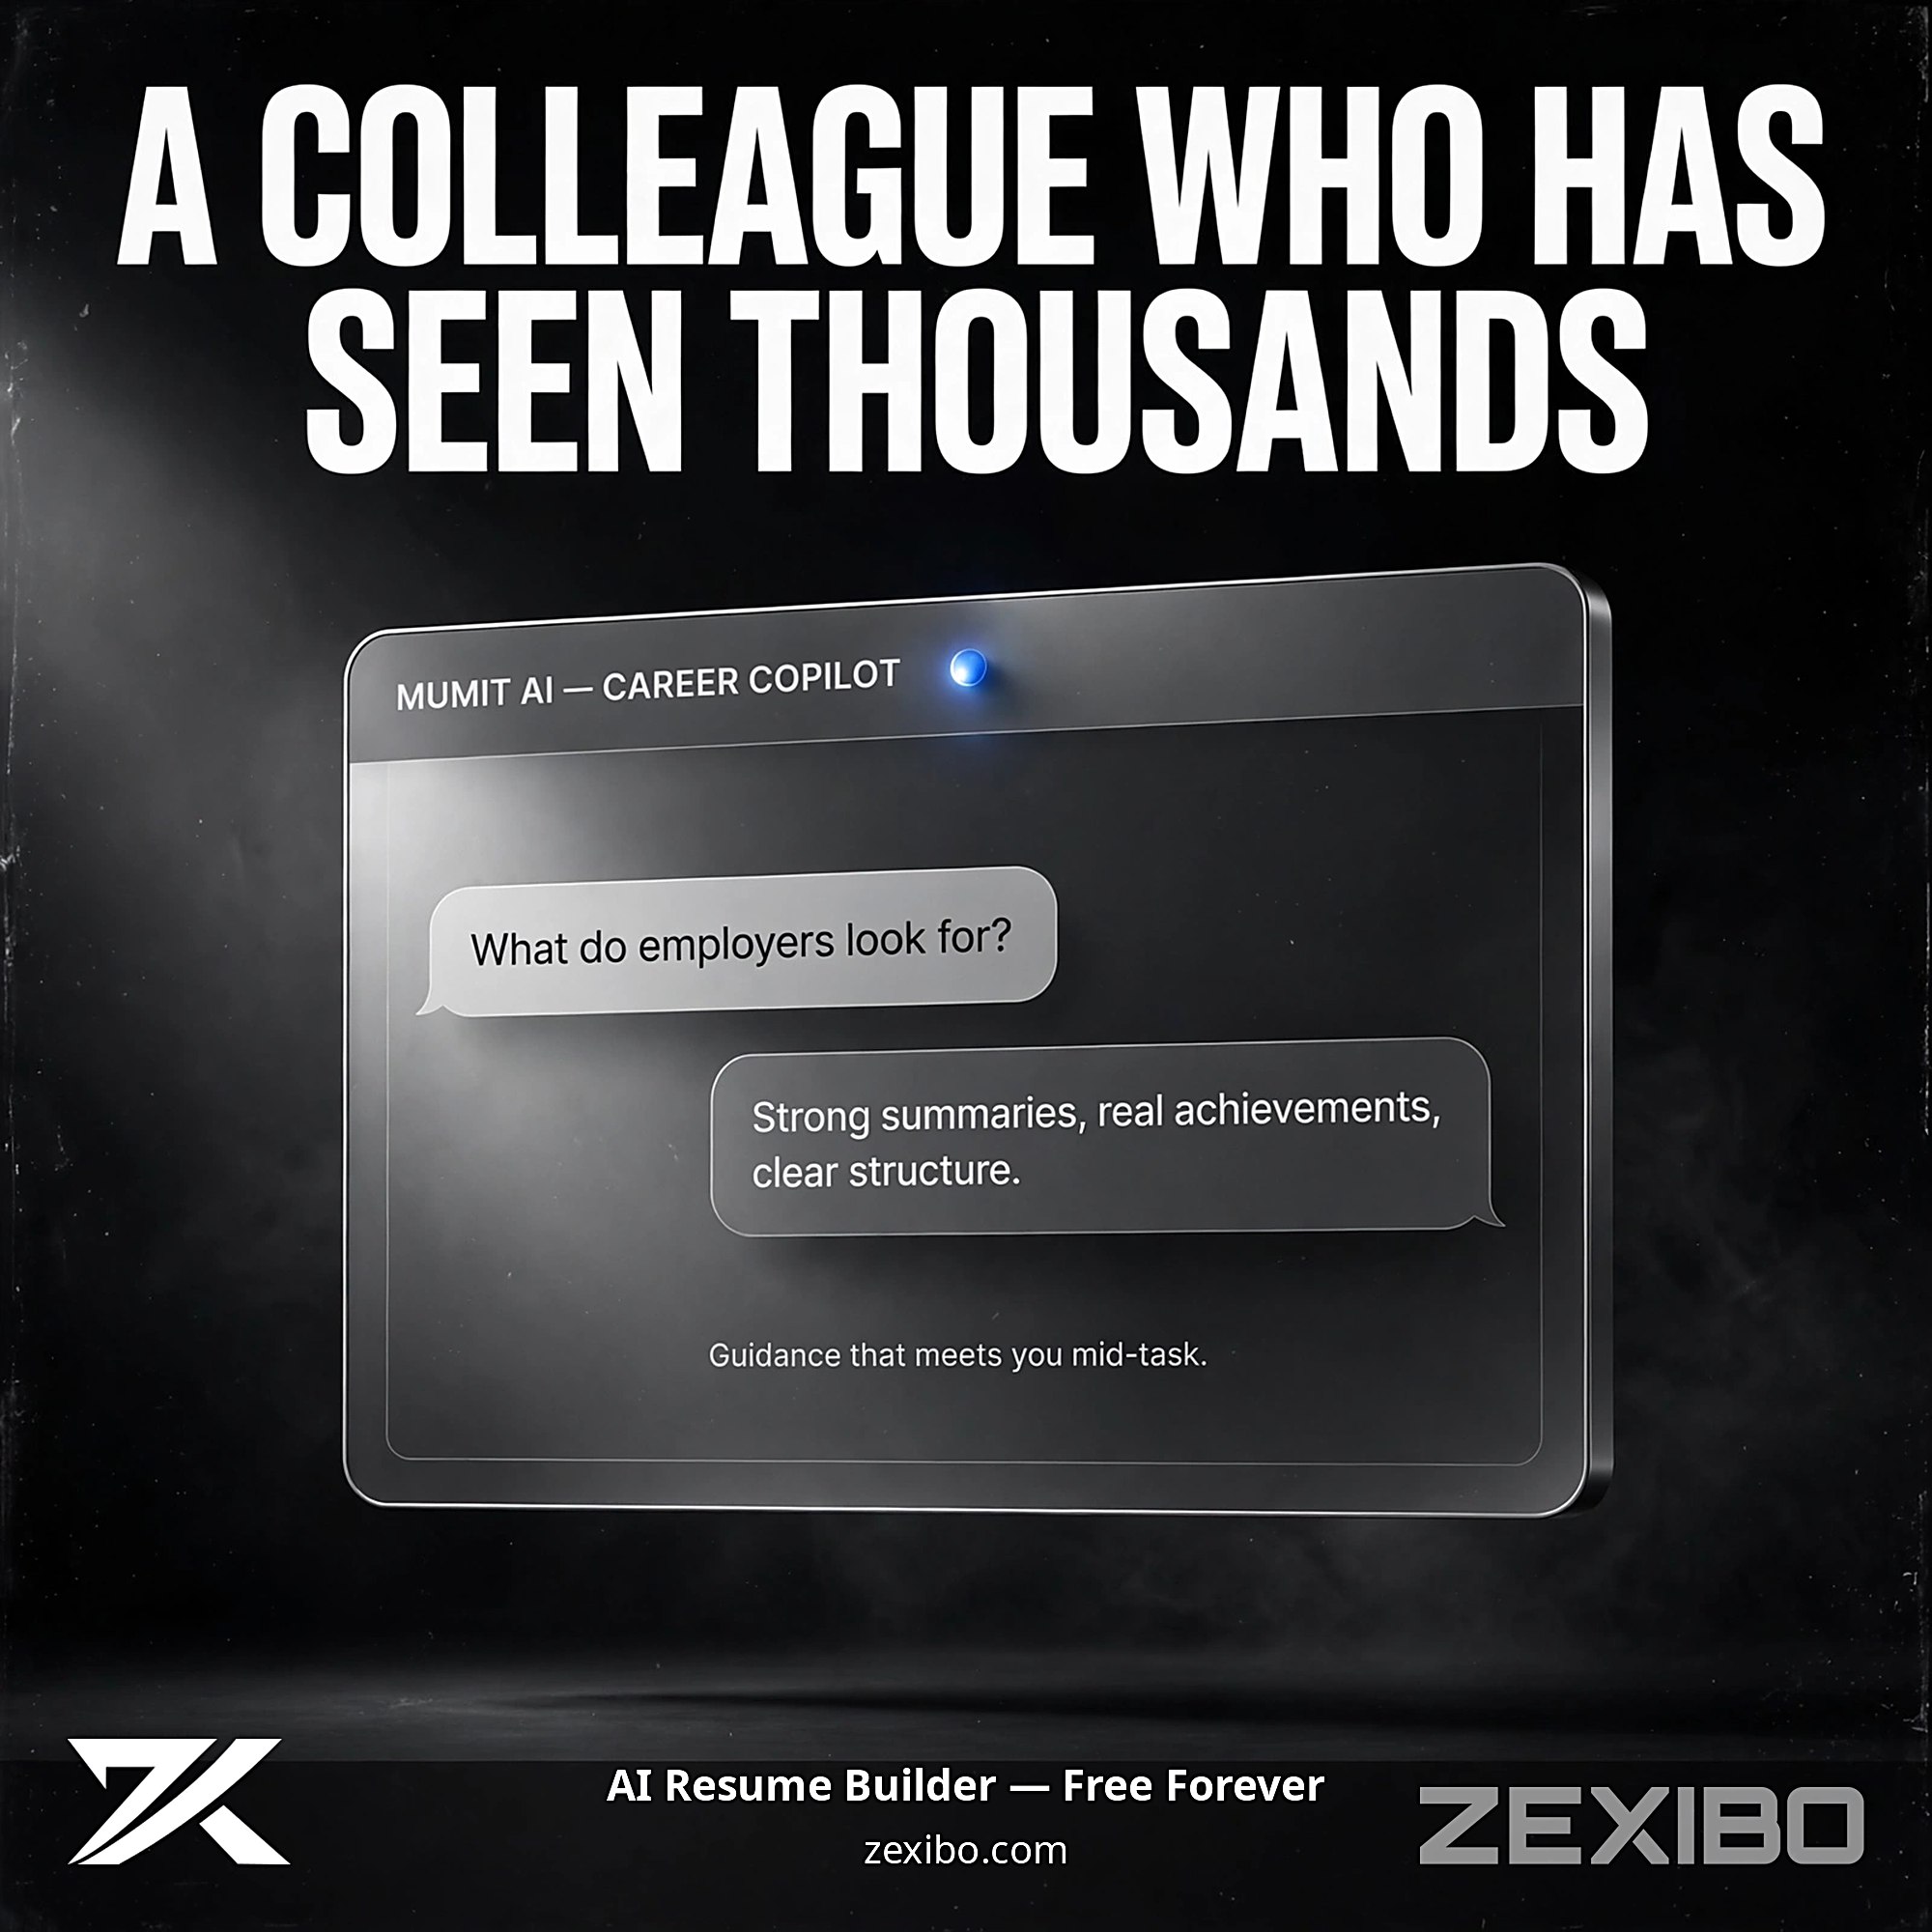 A COLLEAGUE WHO HAS
SEEN THOUSANDS
MUMIT AI — CAREER COPILOT
What do employers look for?
Strong summaries, real achievements,
clear structure.
Guidance that meets you mid-task.
AI Resume Builder — Free Forever
zexibo.com
ZEXIBO